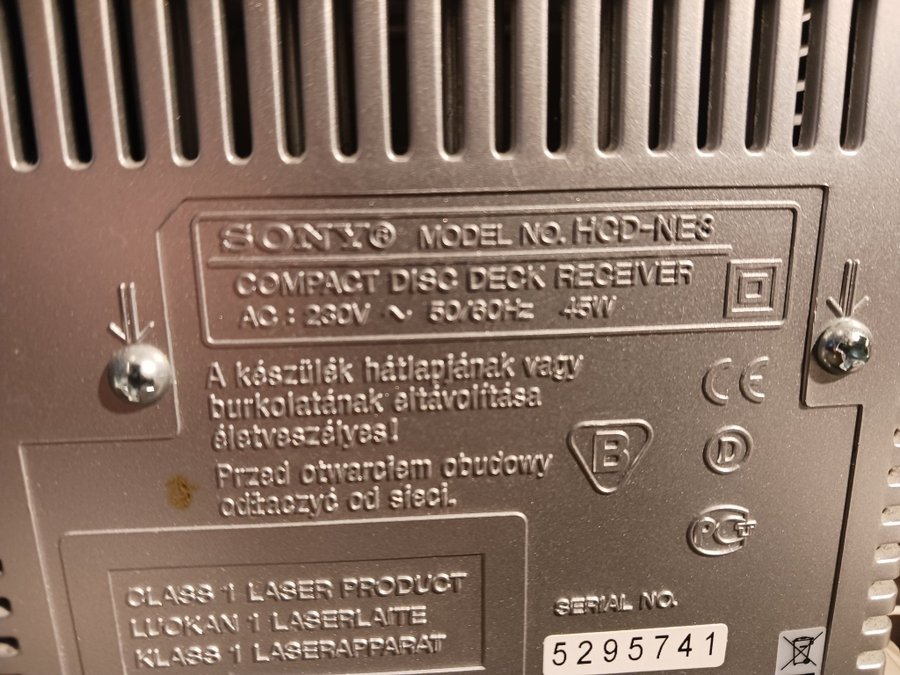 SONY® MODEL NO. HCD-NE3
COMPACT DISC DECK RECEIVER
AC : 230V ~ 50/60Hz 45W
A készülék hátlapjának vagy
burkolatának eltávolítása
életveszélyes!
Przed otwarciem obudowy
odłączyć od sieci.
B
CE
D
PCT
CLASS 1 LASER PRODUCT
LUOKAN 1 LASERLAITE
KLASS 1 LASERAPPARAT
SERIAL NO.
5295741